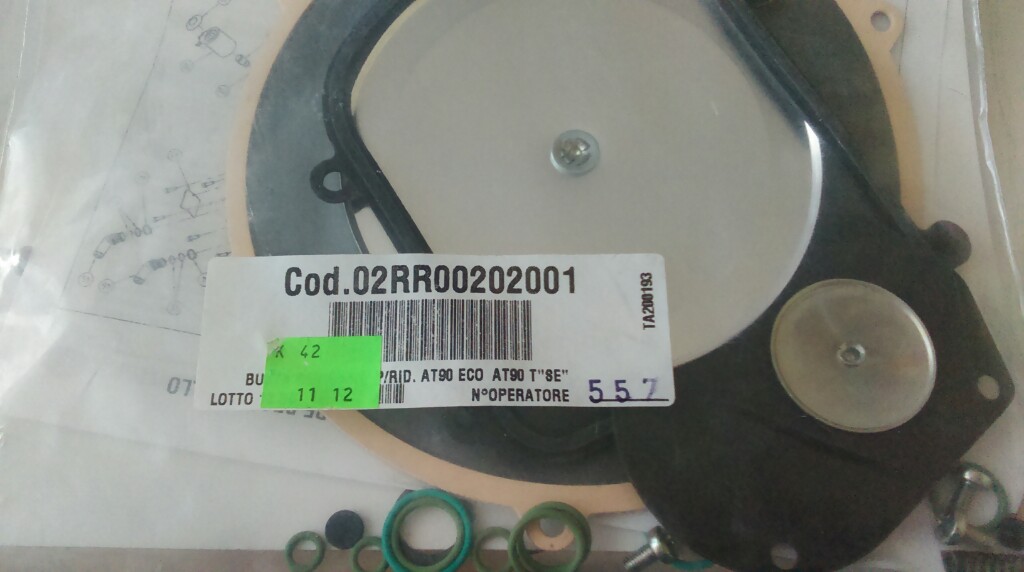 Cod.02RR00202001
TA200193
42
BU P/RID. AT90 ECO AT90 T"SE"
11 12
LOTTO N°OPERATORE 557